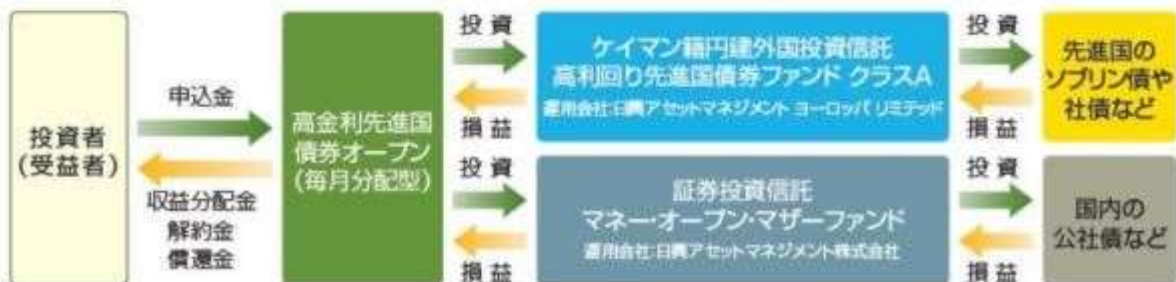 投資者
(受益者)
申込金
収益分配金
解約金
償還金
高金利先進国
債券オープン
(毎月分配型)
投資
損益
ケイマン籍円建外国投資信託
高利回り先進国債券ファンド クラスA
運用会社:日興アセットマネジメント ヨーロッパ リミテッド
投資
損益
先進国の
ソブリン債や
社債など
投資
損益
証券投資信託
マネー・オープン・マザーファンド
運用会社:日興アセットマネジメント株式会社
投資
損益
国内の
公社債など